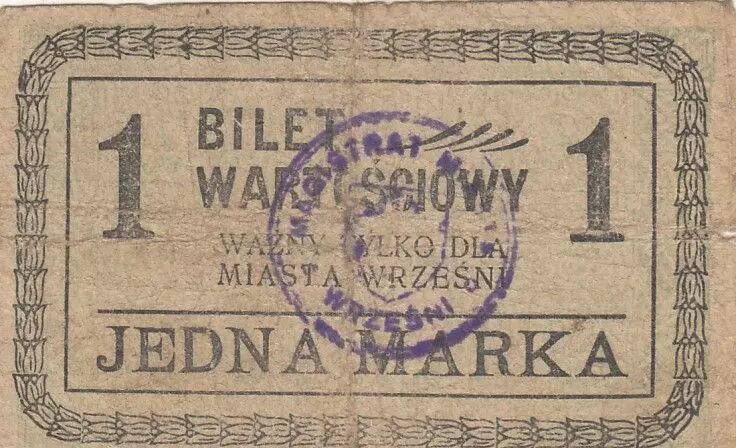 1 BILET 1
WARTOŚCIOWY
WAŻNY TYLKO DLA
MIASTA WRZEŚNI
JEDNA MARKA
MAGISTRAT M.
WRZEŚNI